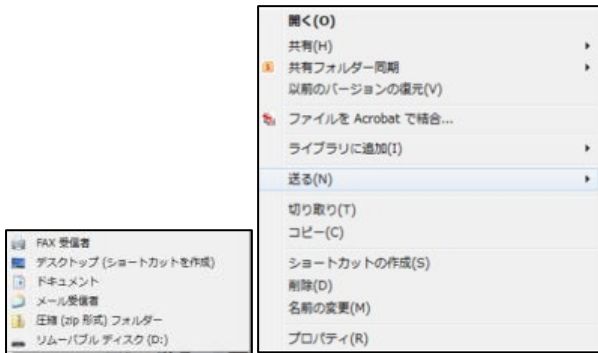 開く(O)
共有(H)
共有フォルダー同期
以前のバージョンの復元(V)
ファイルを Acrobat で結合...
ライブラリに追加(I)
送る(N)
切り取り(T)
コピー(C)
ショートカットの作成(S)
削除(D)
名前の変更(M)
プロパティ(R)
FAX 受信者
デスクトップ (ショートカットを作成)
ドキュメント
メール受信者
圧縮 (zip 形式) フォルダー
リムーバブル ディスク (D:)